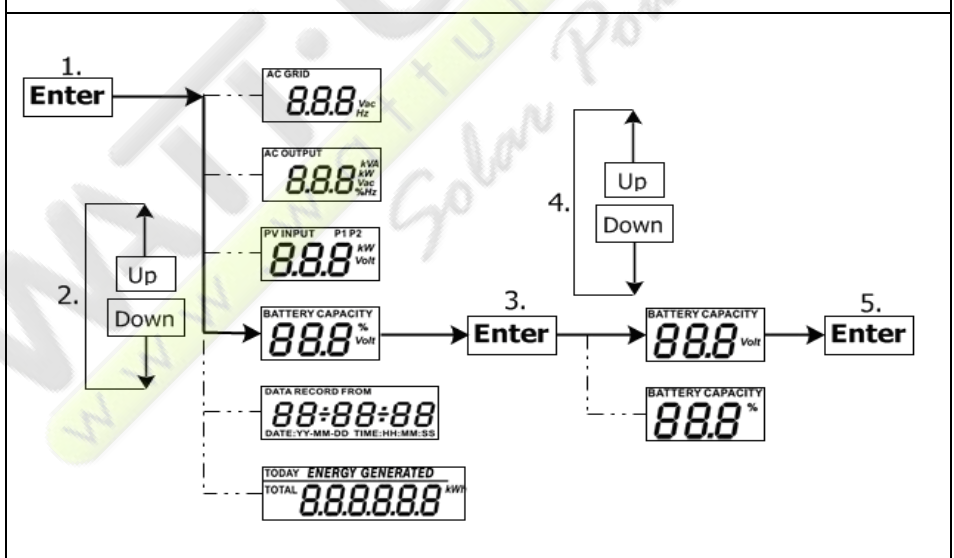 1.
Enter
AC GRID
8.8.8 Vac
Hz
AC OUTPUT
8.8.8 kVA
kW
Vac
%Hz
2.
Up
Down
PV INPUT P1 P2
8.8.8 kW
Volt
BATTERY CAPACITY
88.8 %
Volt
DATA RECORD FROM
88÷88÷88
DATE:YY-MM-DD TIME:HH:MM:SS
TODAY ENERGY GENERATED
TOTAL 8.8.8.8.8.8 kWh
3.
Enter
4.
Up
Down
BATTERY CAPACITY
88.8 Volt
BATTERY CAPACITY
88.8 %
5.
Enter
Solar